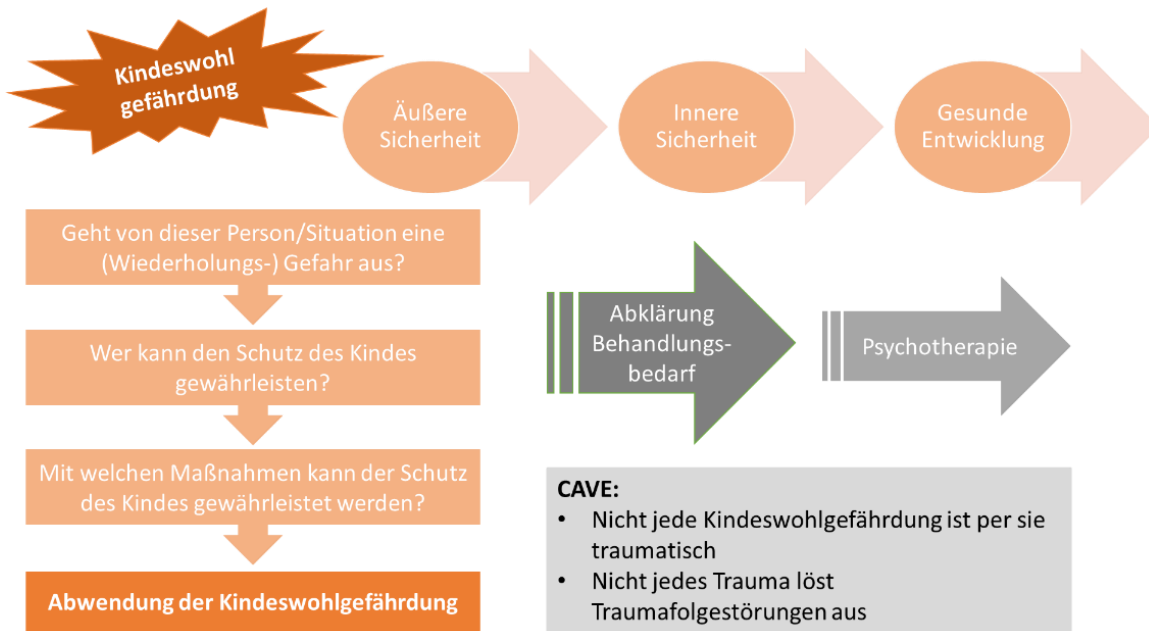 Kindeswohl
gefährdung
Äußere
Sicherheit
Innere
Sicherheit
Gesunde
Entwicklung
Geht von dieser Person/Situation eine
(Wiederholungs-) Gefahr aus?
Wer kann den Schutz des Kindes
gewährleisten?
Mit welchen Maßnahmen kann der Schutz
des Kindes gewährleistet werden?
Abwendung der Kindeswohlgefährdung
Abklärung
Behandlungs-
bedarf
Psychotherapie
CAVE:
• Nicht jede Kindeswohlgefährdung ist per sie
traumatisch
• Nicht jedes Trauma löst
Traumafolgestörungen aus